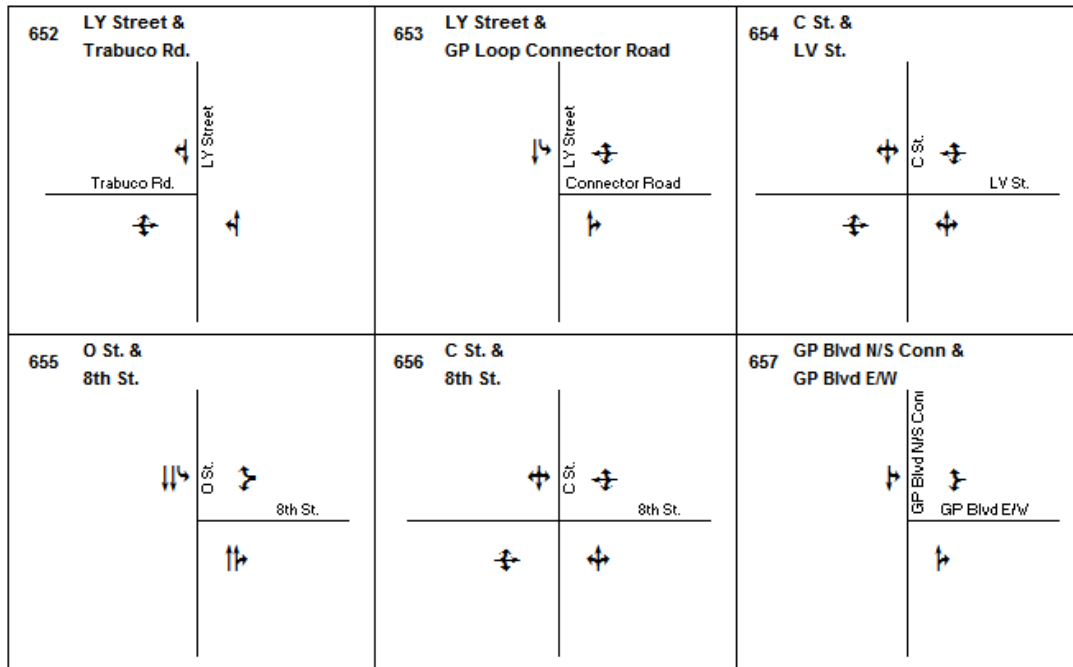 652 LY Street &
Trabuco Rd.
LY Street
Trabuco Rd.
653 LY Street &
GP Loop Connector Road
LY Street
Connector Road
654 C St. &
LV St.
C St.
LV St.
655 O St. &
8th St.
O St.
8th St.
656 C St. &
8th St.
C St.
8th St.
657 GP Blvd N/S Conn &
GP Blvd E/W
GP Blvd N/S Conn
GP Blvd E/W